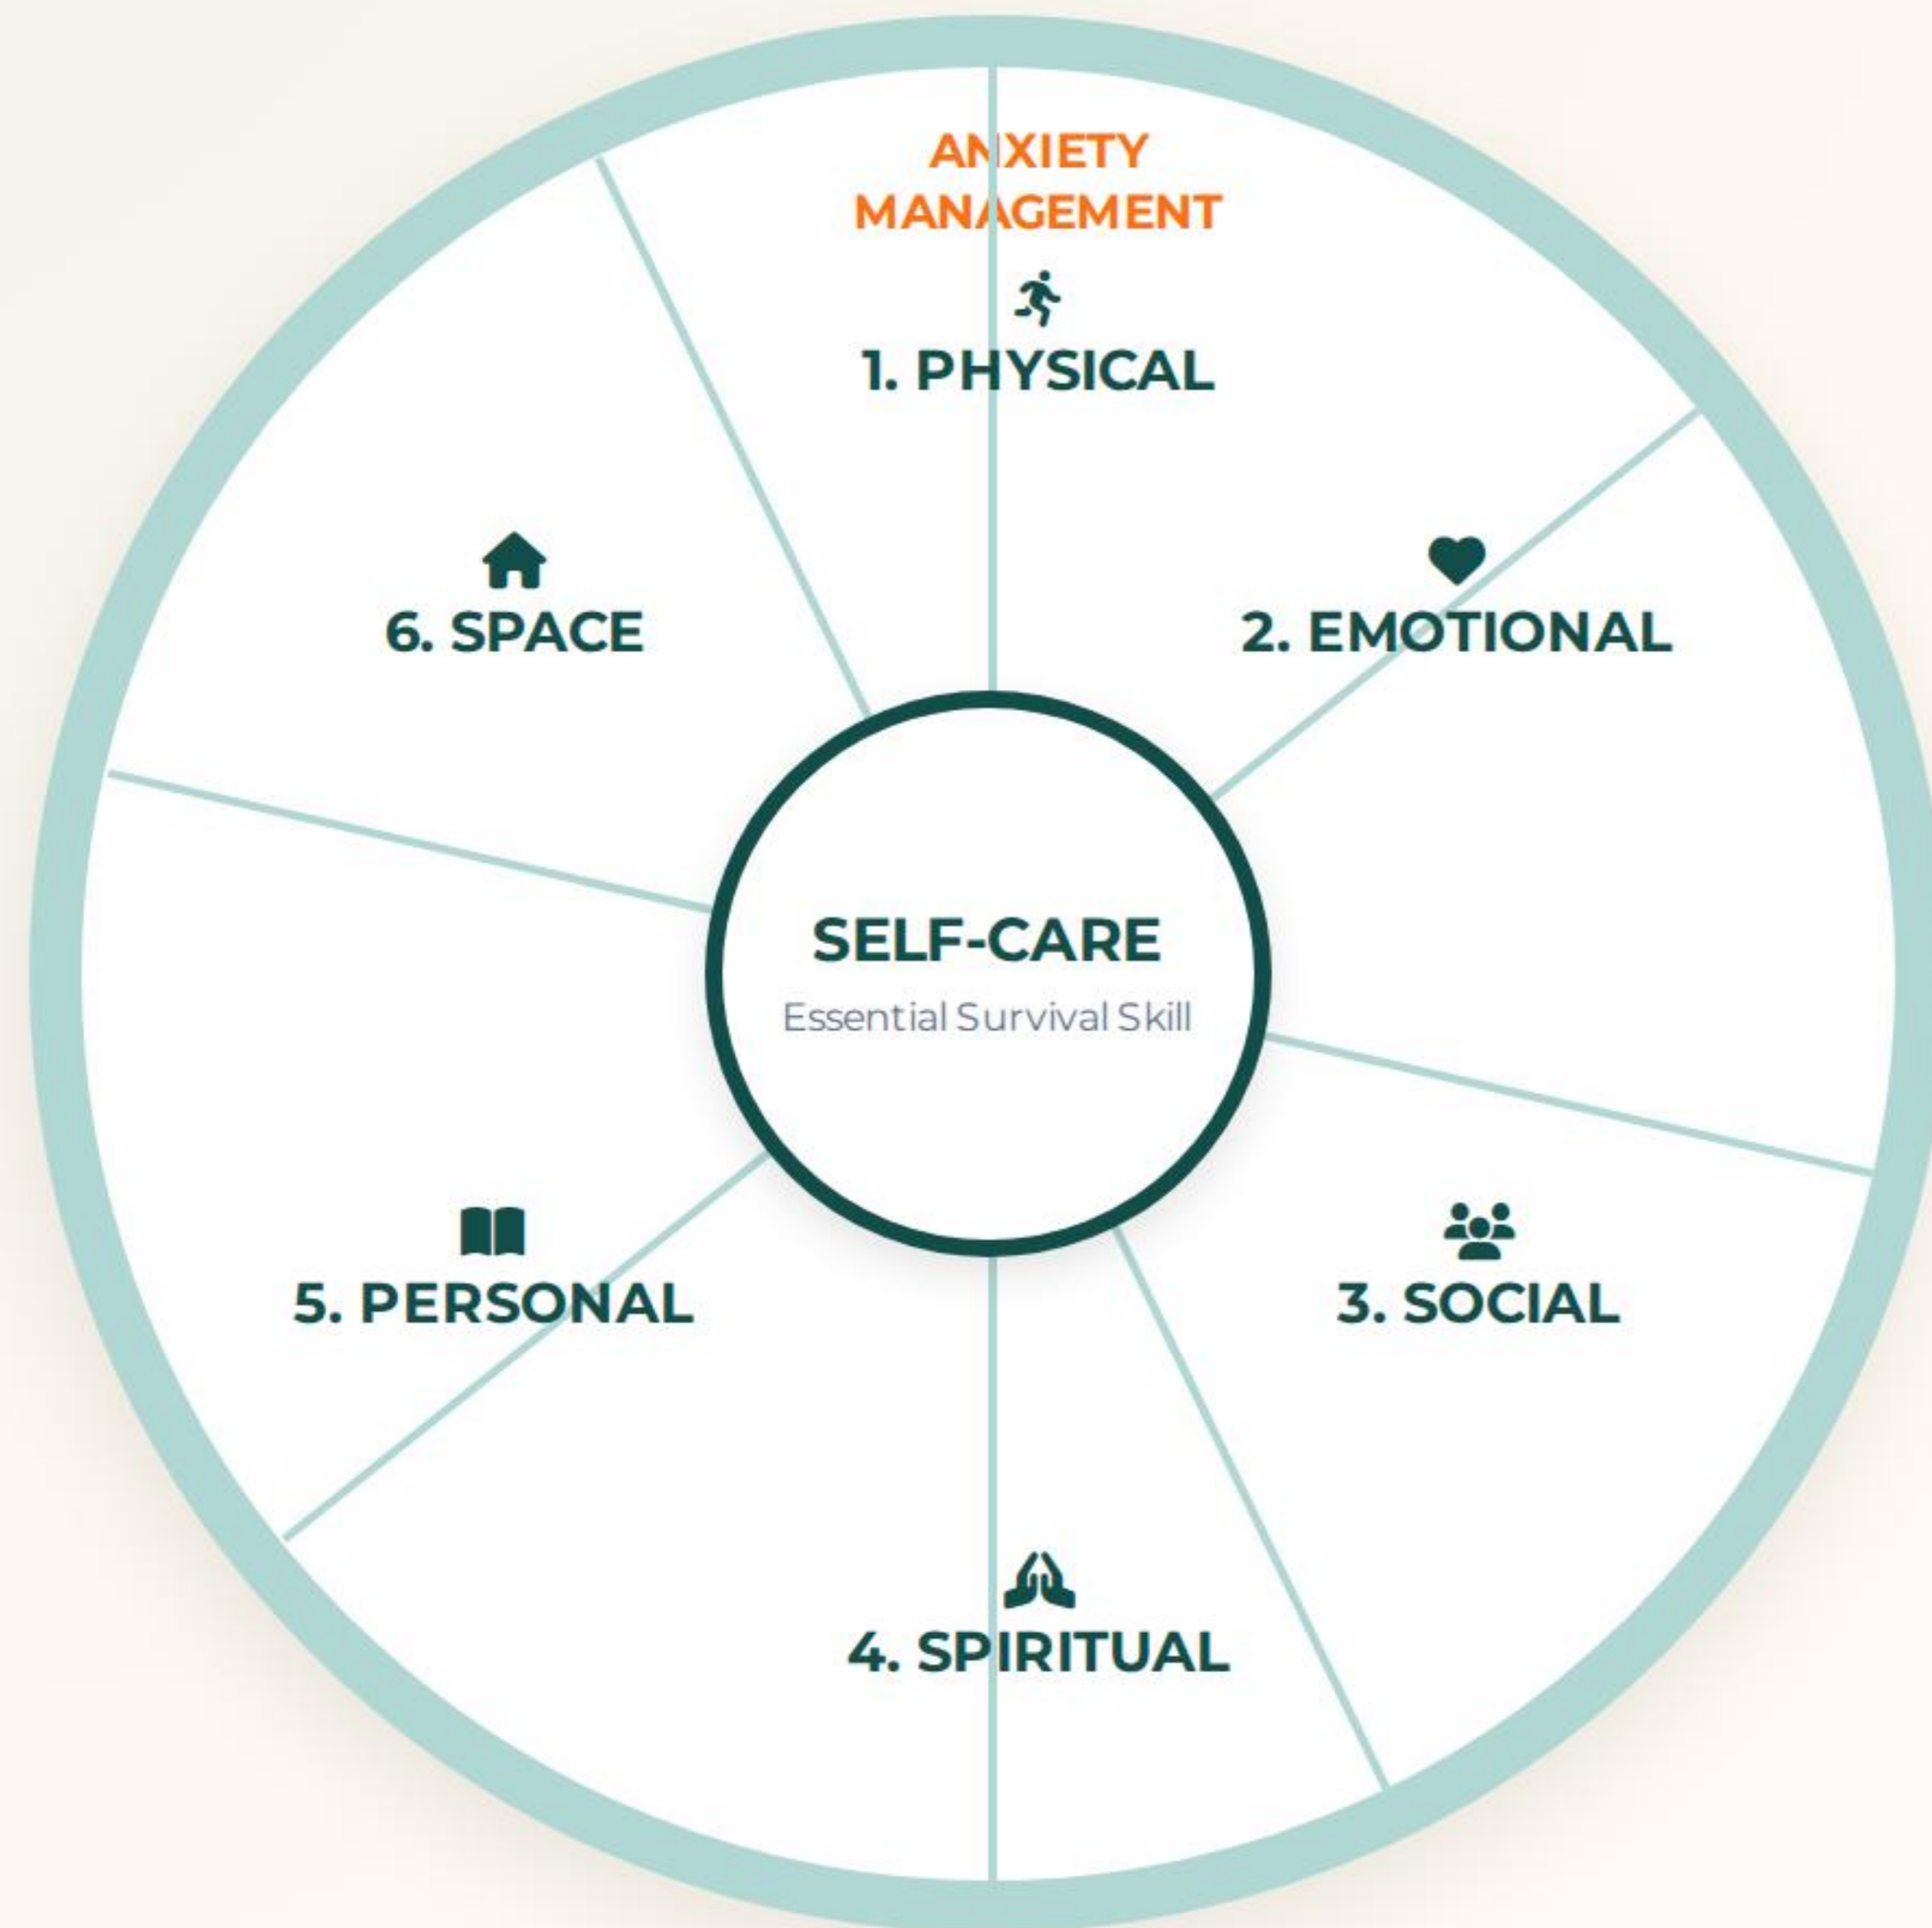 ANXIETY
MANAGEMENT
1. PHYSICAL
2. EMOTIONAL
3. SOCIAL
4. SPIRITUAL
5. PERSONAL
6. SPACE
SELF-CARE
Essential Survival Skill